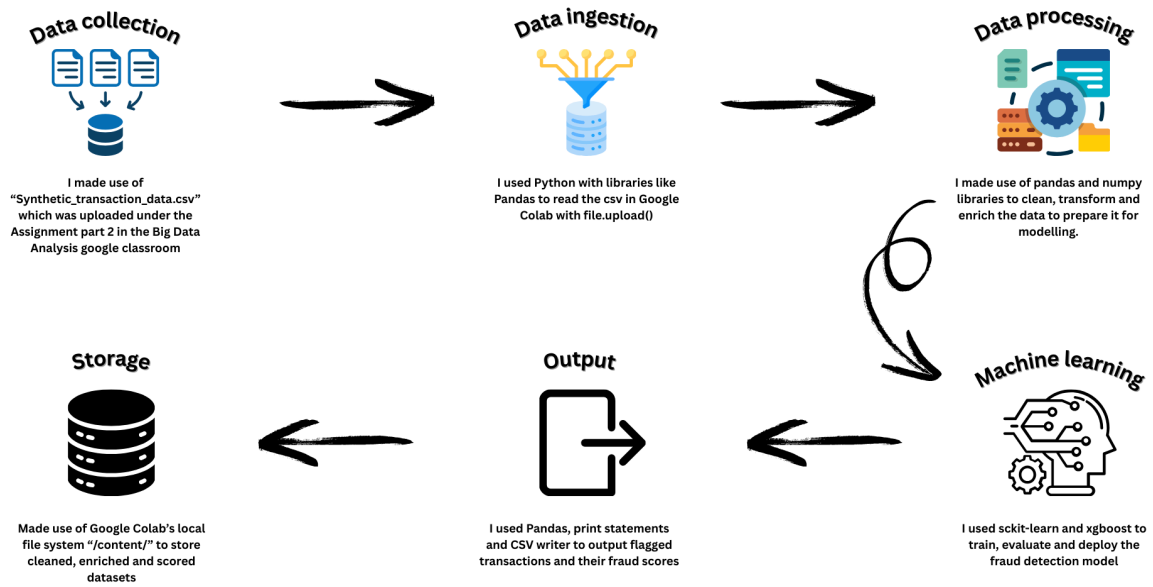 Data collection
I made use of
“Synthetic_transaction_data.csv”
which was uploaded under the
Assignment part 2 in the Big Data
Analysis google classroom
Data ingestion
I used Python with libraries like
Pandas to read the csv in Google
Colab with file.upload()
Data processing
I made use of pandas and numpy
libraries to clean, transform and
enrich the data to prepare it for
modelling.
Machine learning
I used sckit-learn and xgboost to
train, evaluate and deploy the
fraud detection model
Output
I used Pandas, print statements
and CSV writer to output flagged
transactions and their fraud scores
Storage
Made use of Google Colab’s local
file system “/content/” to store
cleaned, enriched and scored
datasets